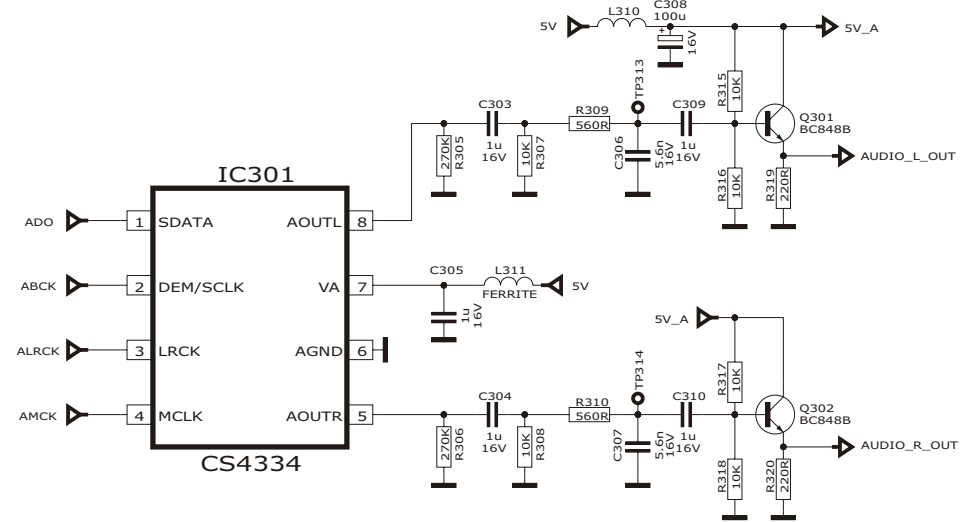 C308
100u
L310
5V
+
16V
5V_A
TP313
R315
10K
C303
1u
16V
R309
560R
C309
1u
16V
Q301
BC848B
270K
R305
10K
R307
C306
5.6n
16V
AUDIO_L_OUT
R316
10K
R319
220R
IC301
ADO
1
SDATA
AOUTL
8
ABCK
2
DEM/SCLK
VA
7
C305
1u
16V
L311
FERRITE
5V
5V_A
ALRCK
3
LRCK
AGND
6
TP314
R317
10K
AMCK
4
MCLK
AOUTR
5
C304
1u
16V
R310
560R
C310
1u
16V
Q302
BC848B
270K
R306
10K
R308
C307
5.6n
16V
AUDIO_R_OUT
R318
10K
R320
220R
CS4334